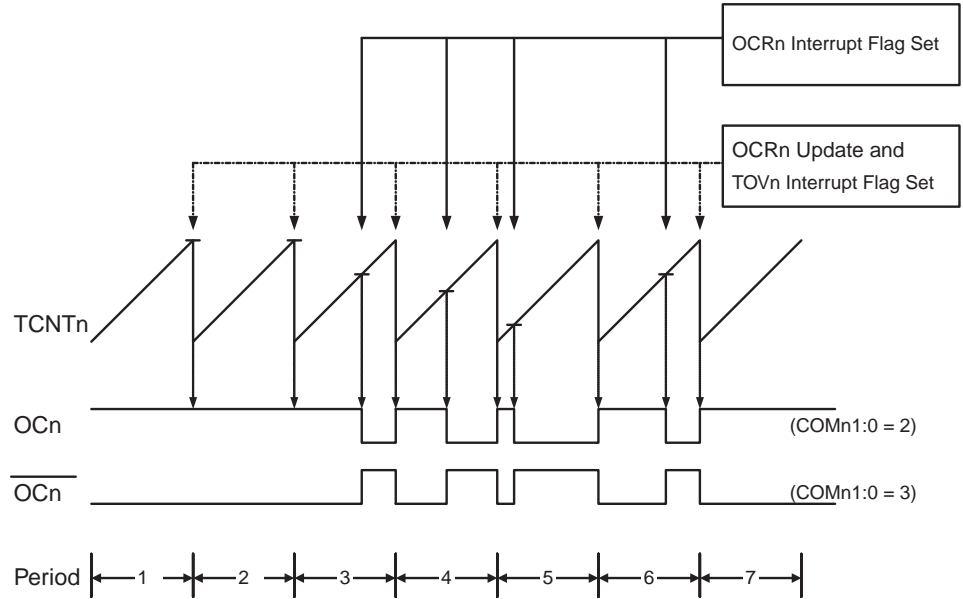 OCRn Interrupt Flag Set
OCRn Update and
TOVn Interrupt Flag Set
TCNTn
OCn
(COMn1:0 = 2)
OCn
(COMn1:0 = 3)
Period
1
2
3
4
5
6
7